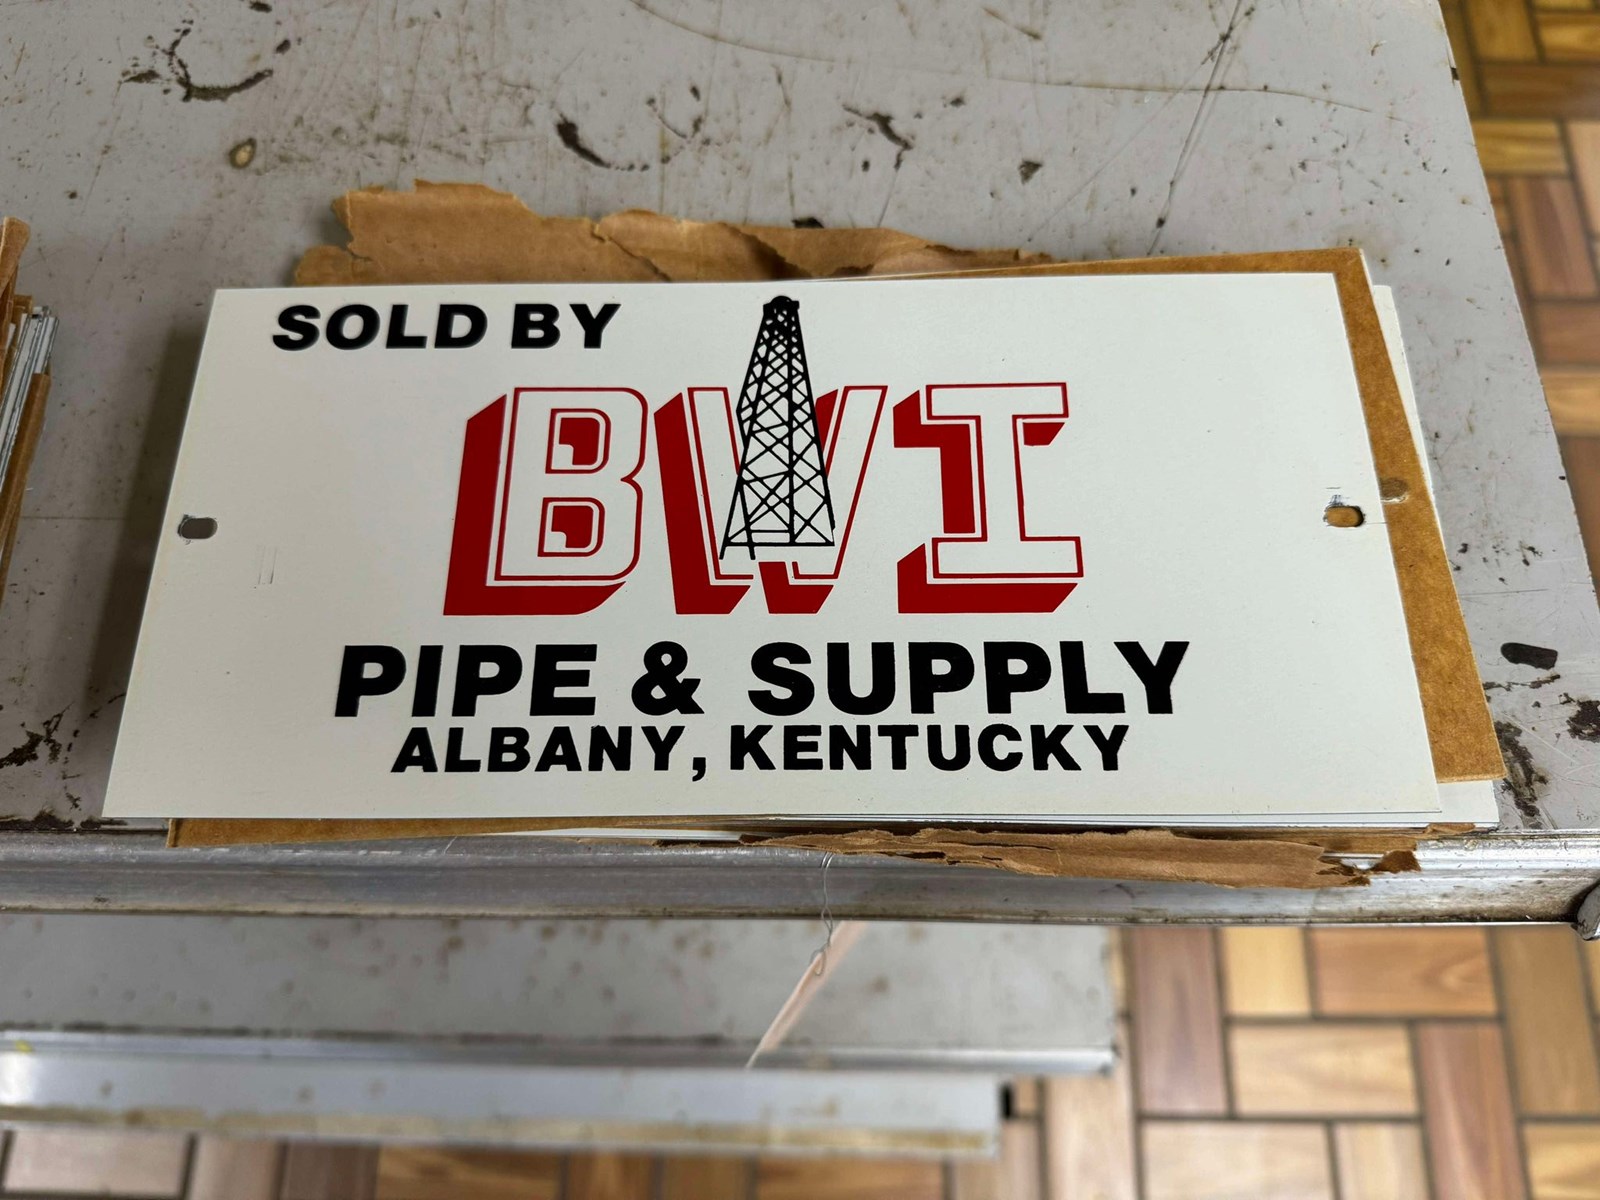 SOLD BY
BWI
PIPE & SUPPLY
ALBANY, KENTUCKY